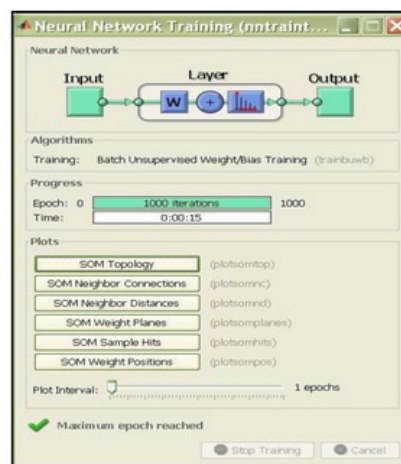 Neural Network Training (nntraint...
Neural Network
Input Layer Output
W +
Algorithms
Training: Batch Unsupervised Weight/Bias Training (trainbuwb)
Progress
Epoch: 0 1000 iterations 1000
Time: 0:00:15
Plots
SOM Topology (plotsomtop)
SOM Neighbor Connections (plotsomnc)
SOM Neighbor Distances (plotsomnd)
SOM Weight Planes (plotsomplanes)
SOM Sample Hits (plotsomhits)
SOM Weight Positions (plotsompos)
Plot Interval: 1 epochs
Maximum epoch reached
Stop Training Cancel